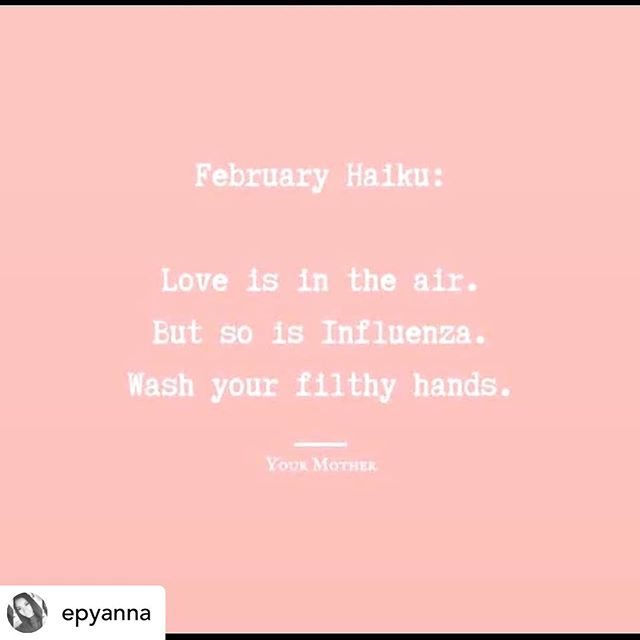 February Haiku:
Love is in the air.
But so is Influenza.
Wash your filthy hands.
Your Mother
epyanna